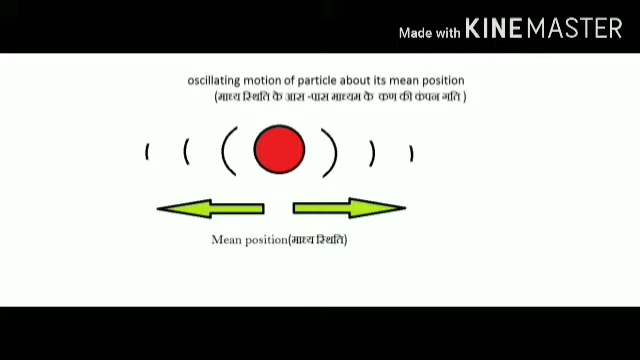 Made with KINEMASTER
oscillating motion of particle about its mean position
(माध्य स्थिति के आस -पास माध्यम के कण की कंपन गति )
Mean position(माध्य स्थिति)